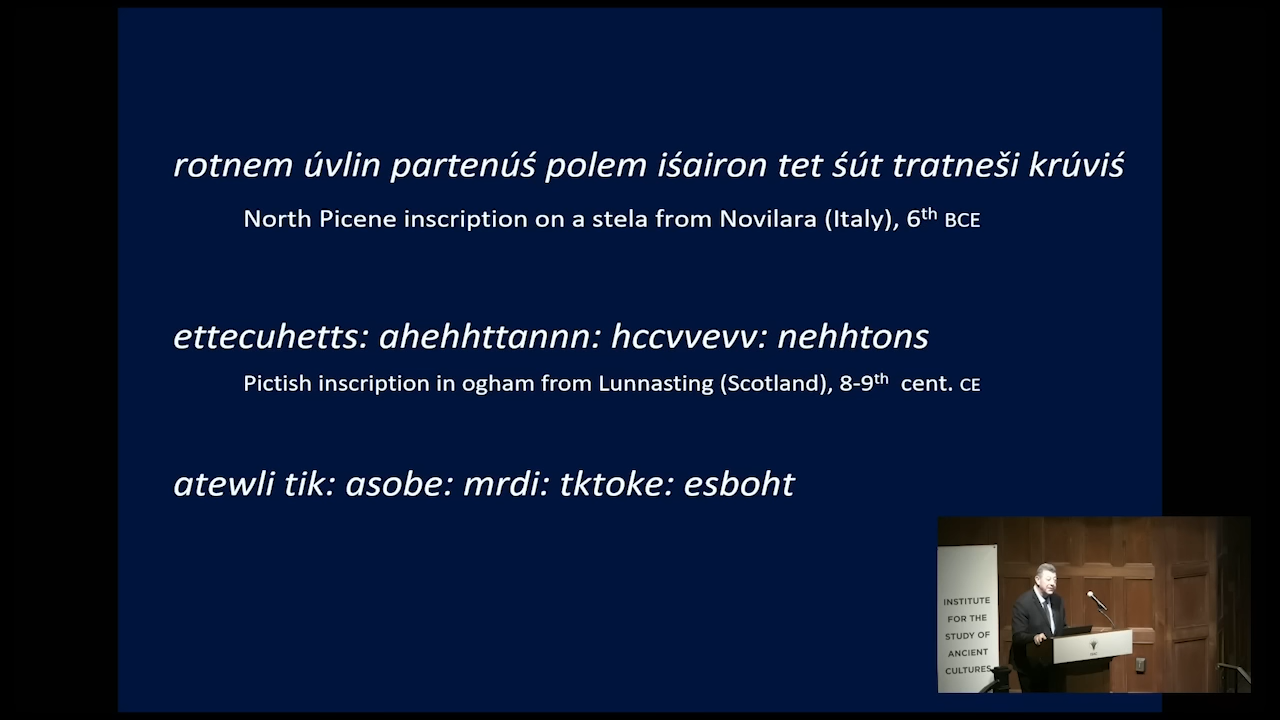 rotnem úvlin partenúś polem iśairon tet śút tratneši krúviś
North Picene inscription on a stela from Novilara (Italy), 6th BCE
ettecuhetts: ahehhttannn: hccvvevv: nehhtons
Pictish inscription in ogham from Lunnasting (Scotland), 8-9th cent. CE
atewli tik: asobe: mrdi: tktoke: esboht
INSTITUTE
FOR THE
STUDY OF
ANCIENT
CULTURES